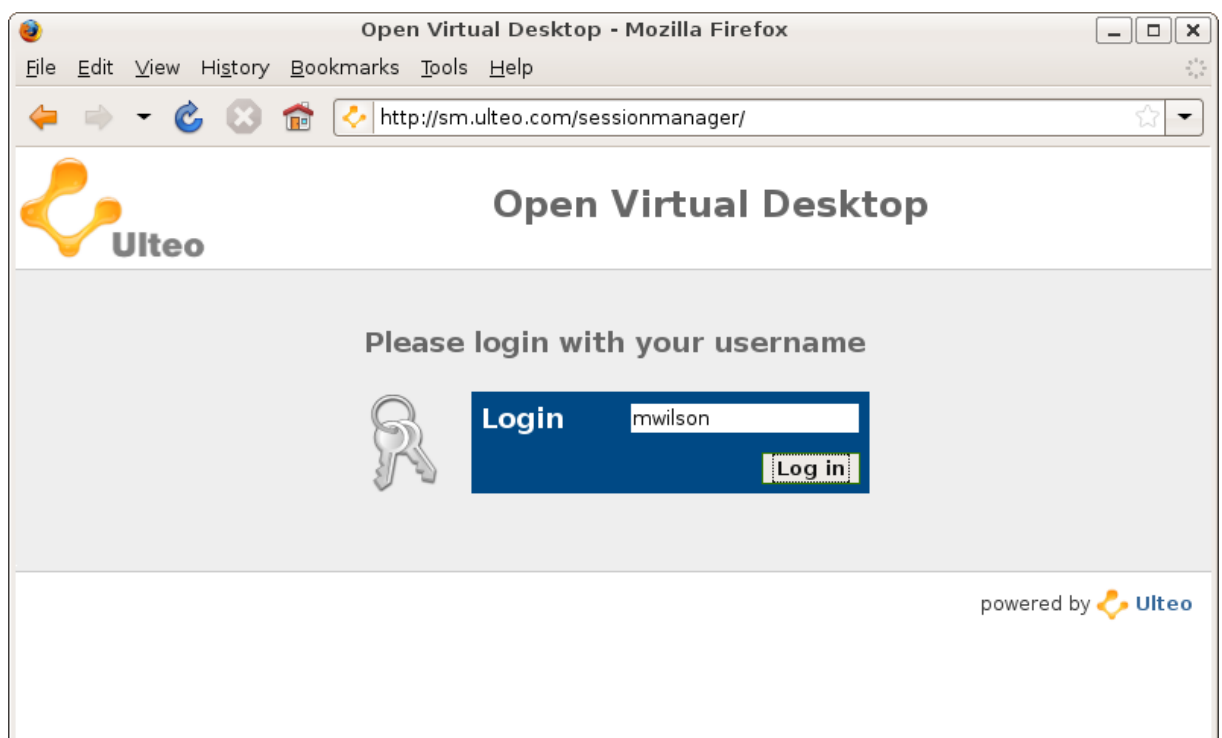 Open Virtual Desktop - Mozilla Firefox
File Edit View History Bookmarks Tools Help
http://sm.ulteo.com/sessionmanager/
Ulteo
Open Virtual Desktop
Please login with your username
Login mwilson
Log in
powered by Ulteo